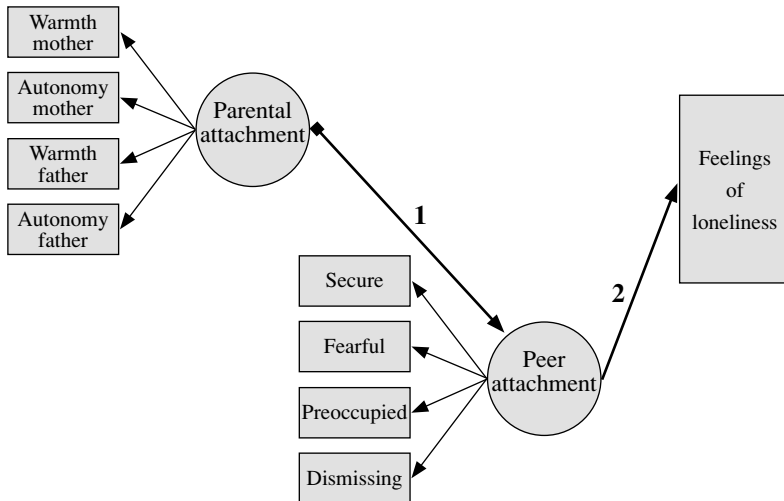 Warmth
mother
Autonomy
mother
Warmth
father
Autonomy
father
Parental
attachment
1
Secure
Fearful
Preoccupied
Dismissing
Peer
attachment
2
Feelings
of
loneliness